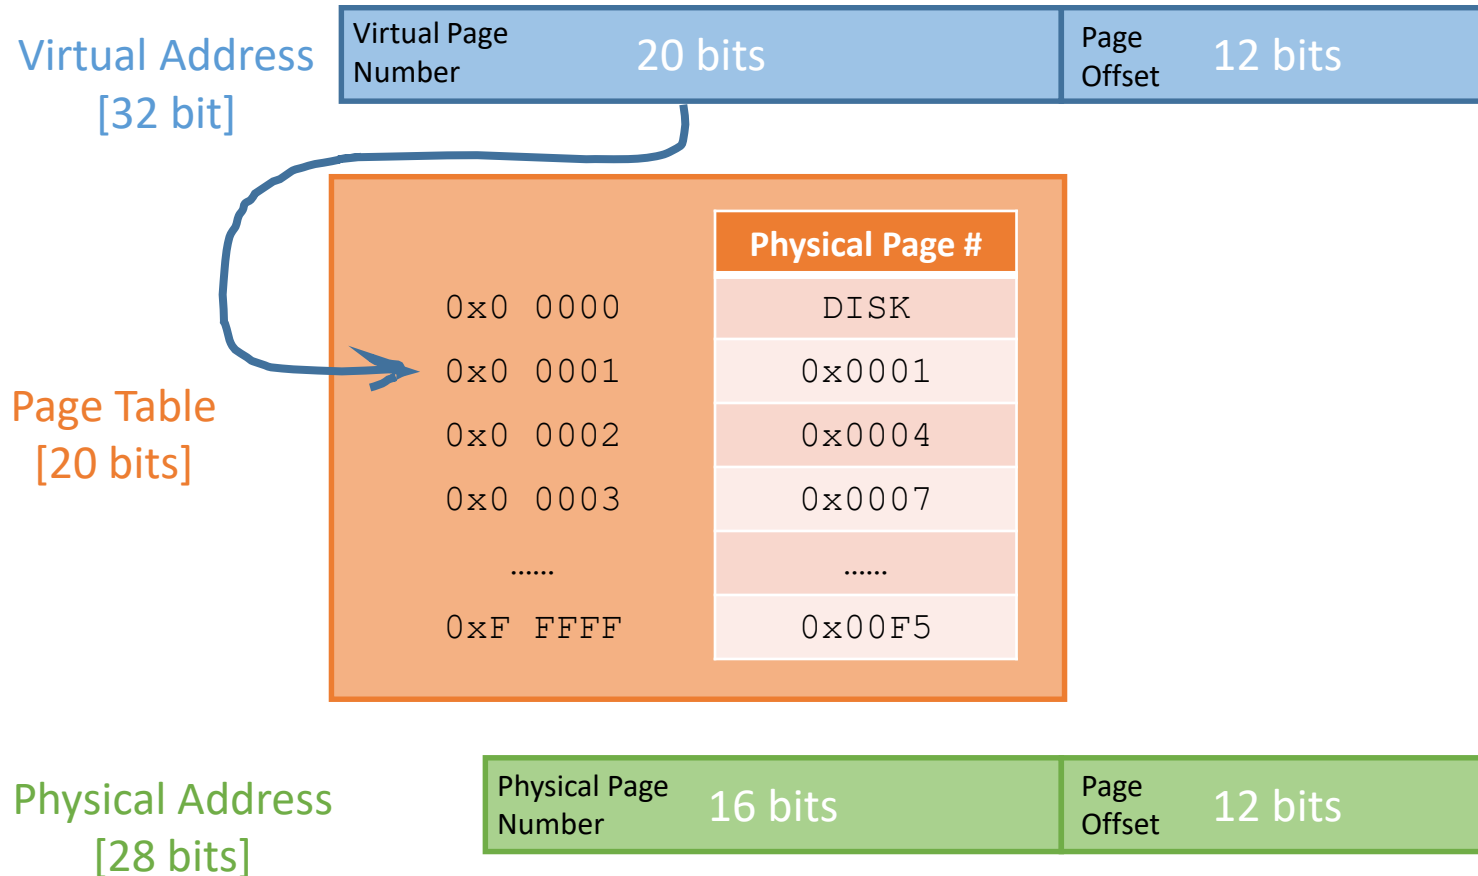 Virtual Address
[32 bit]
Virtual Page
Number
20 bits
Page
Offset
12 bits
Page Table
[20 bits]
Physical Page #
0x0 0000 DISK
0x0 0001 0x0001
0x0 0002 0x0004
0x0 0003 0x0007
…… ……
0xF FFFF 0x00F5
Physical Address
[28 bits]
Physical Page
Number
16 bits
Page
Offset
12 bits